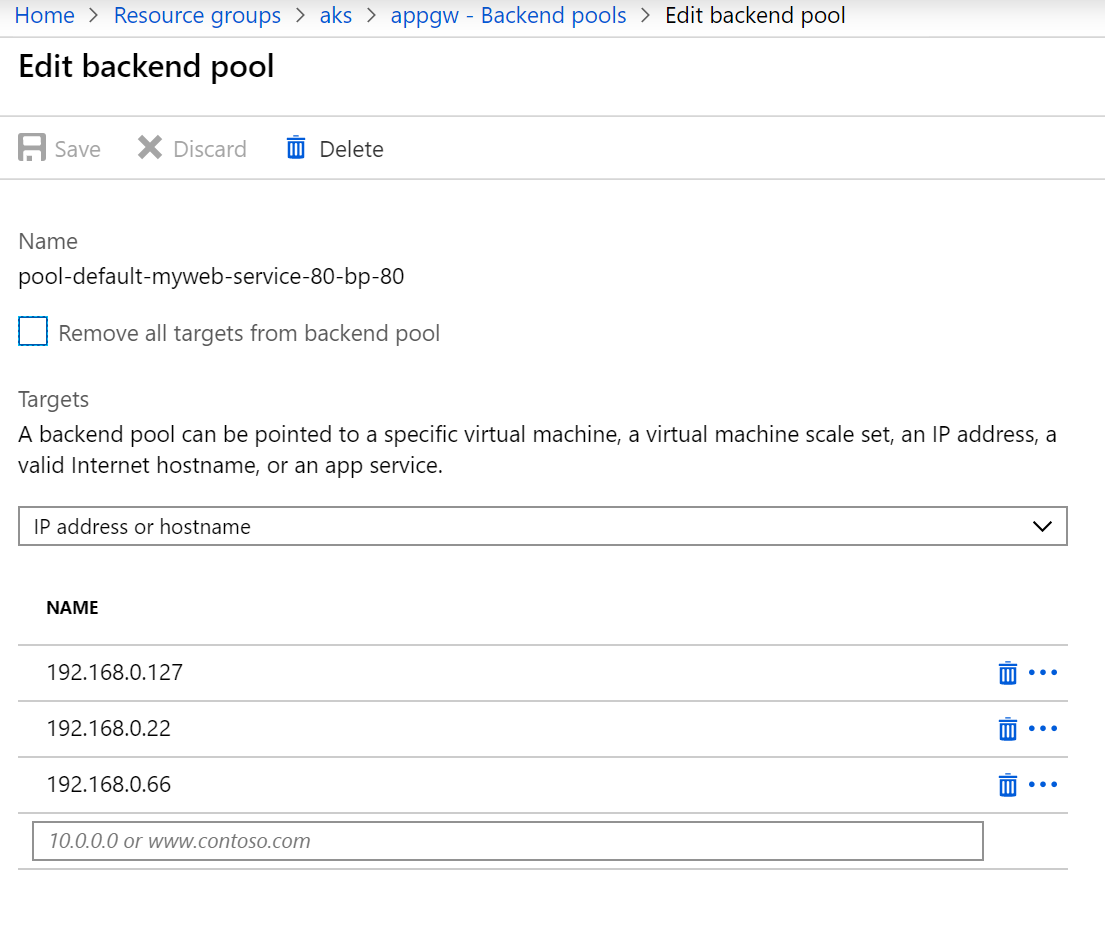 Home > Resource groups > aks > appgw - Backend pools > Edit backend pool
Edit backend pool
Save Discard Delete
Name
pool-default-myweb-service-80-bp-80
Remove all targets from backend pool
Targets
A backend pool can be pointed to a specific virtual machine, a virtual machine scale set, an IP address, a
valid Internet hostname, or an app service.
IP address or hostname
NAME
192.168.0.127
192.168.0.22
192.168.0.66
10.0.0.0 or www.contoso.com